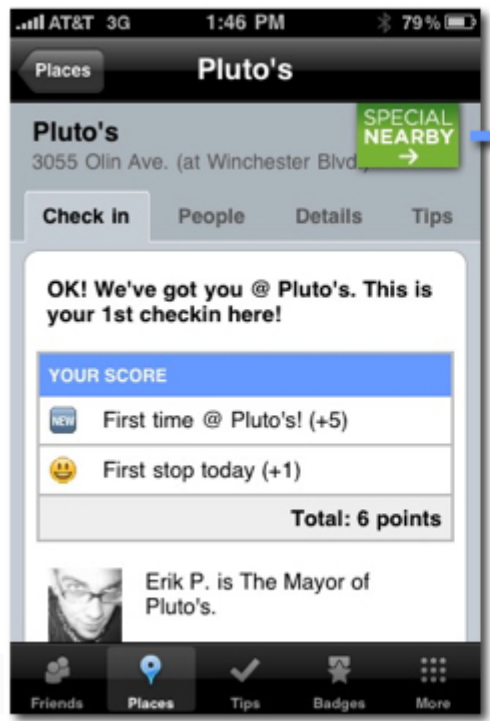 AT&T 3G 1:46 PM 79%
Places Pluto's
Pluto's
SPECIAL
NEARBY
3055 Olin Ave. (at Winchester Blvd
Check in People Details Tips
OK! We've got you @ Pluto's. This is
your 1st checkin here!
YOUR SCORE
NEW First time @ Pluto's! (+5)
First stop today (+1)
Total: 6 points
Erik P. is The Mayor of
Pluto's.
Friends Places Tips Badges More